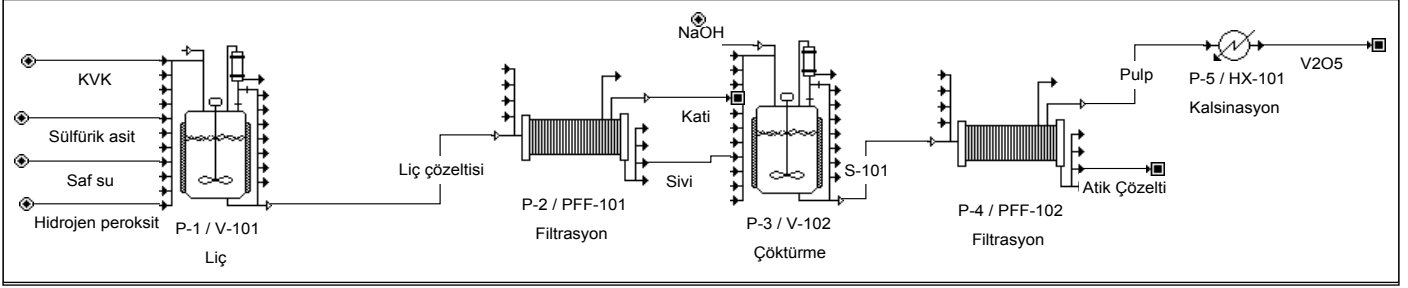 KVK
Sülfürik asit
Saf su
Hidrojen peroksit
P-1 / V-101
Liç
Liç çözeltisi
P-2 / PFF-101
Filtrasyon
Kati
Sivi
NaOH
P-3 / V-102
Çöktürme
S-101
P-4 / PFF-102
Filtrasyon
Pulp
Atik Çözelti
P-5 / HX-101
Kalsinasyon
V2O5